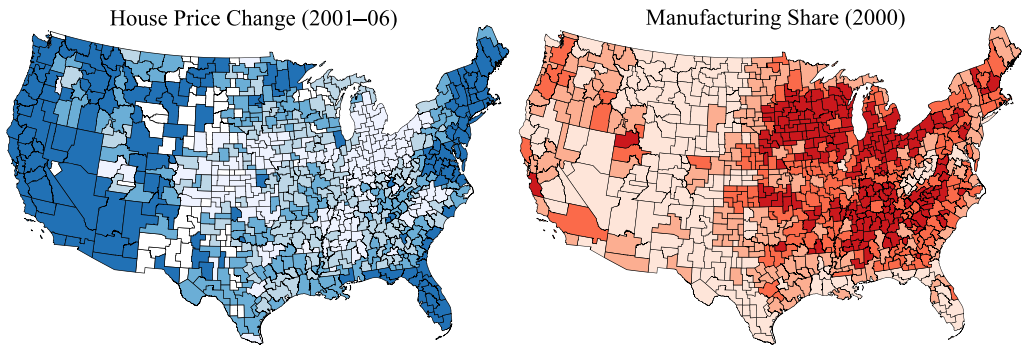 House Price Change (2001–06)
Manufacturing Share (2000)